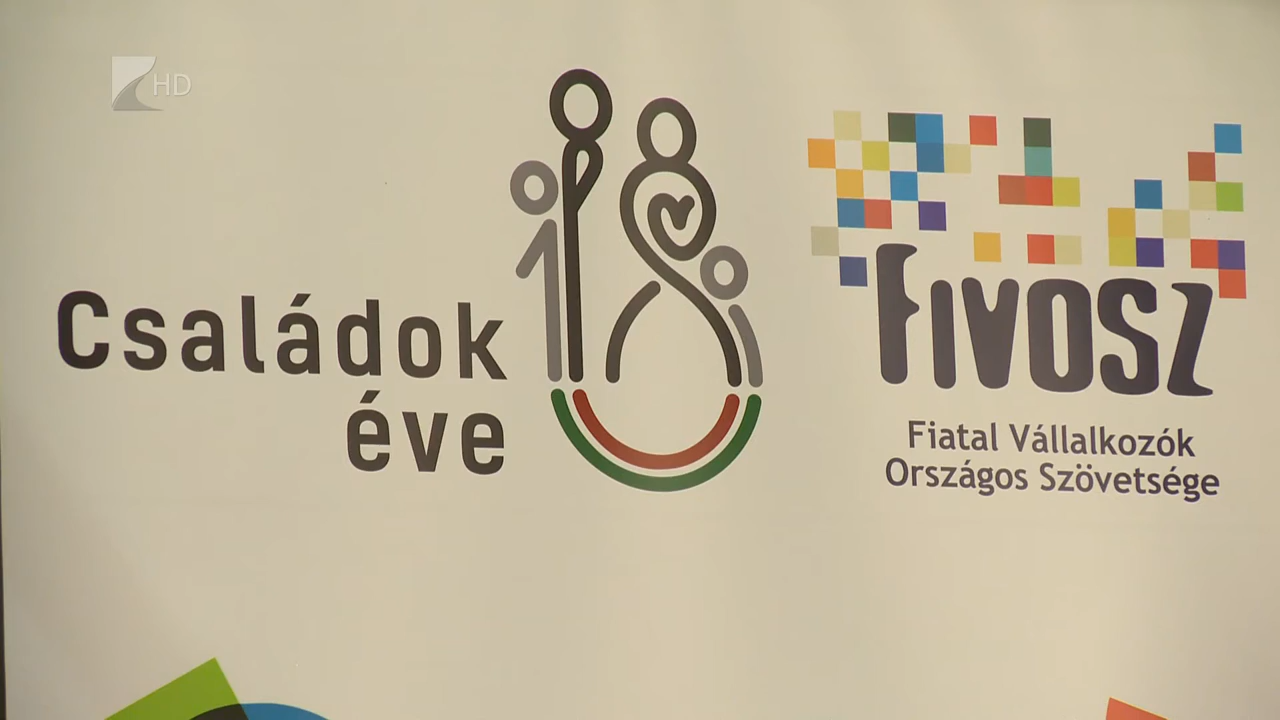 HD
Családok
éve
FIVOSZ
Fiatal Vállalkozók
Országos Szövetsége